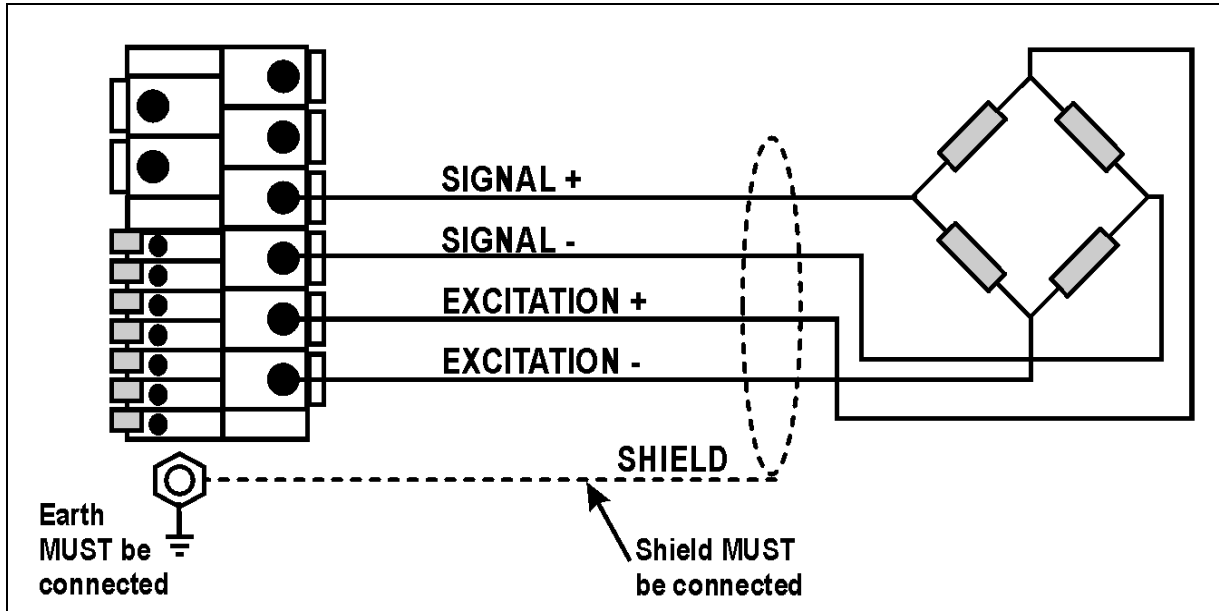 SIGNAL +
SIGNAL -
EXCITATION +
EXCITATION -
SHIELD
Earth
MUST be
connected
Shield MUST
be connected